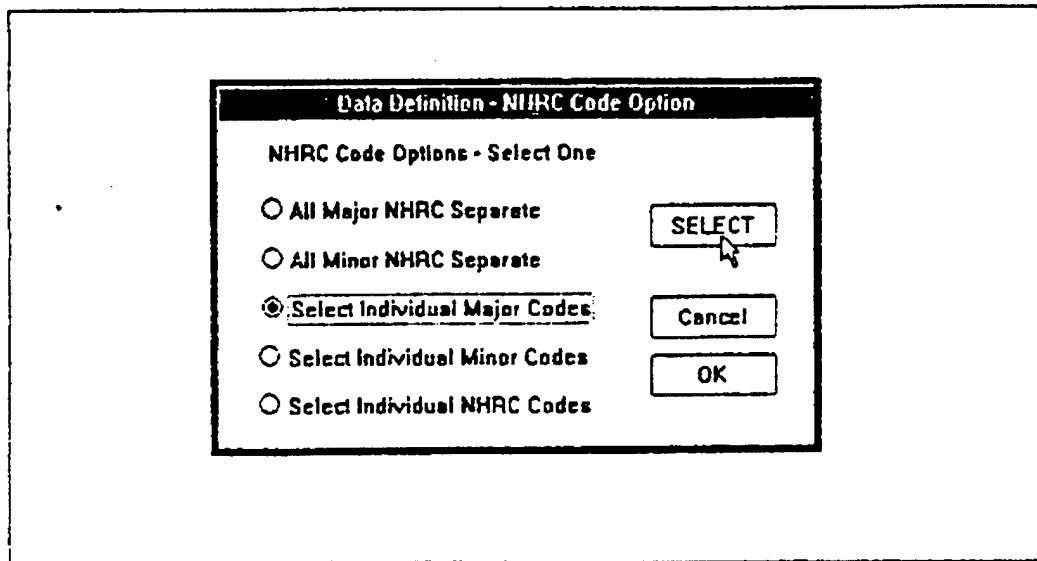 Data Definition - NHRC Code Option
NHRC Code Options - Select One
All Major NHRC Separate
SELECT
All Minor NHRC Separate
Select Individual Major Codes
Cancel
Select Individual Minor Codes
OK
Select Individual NHRC Codes